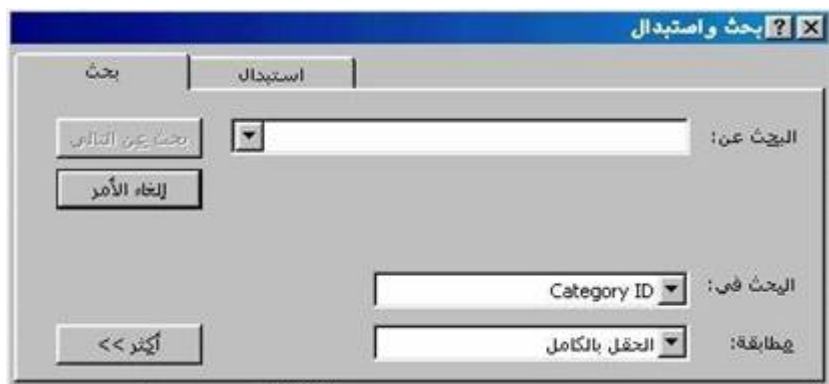 بحث واستبدال
بحث
استبدال
البحث عن:
بحث عن التالي
إلغاء الأمر
البحث في:
Category ID
مطابقة:
الحقل بالكامل
أكثر >>